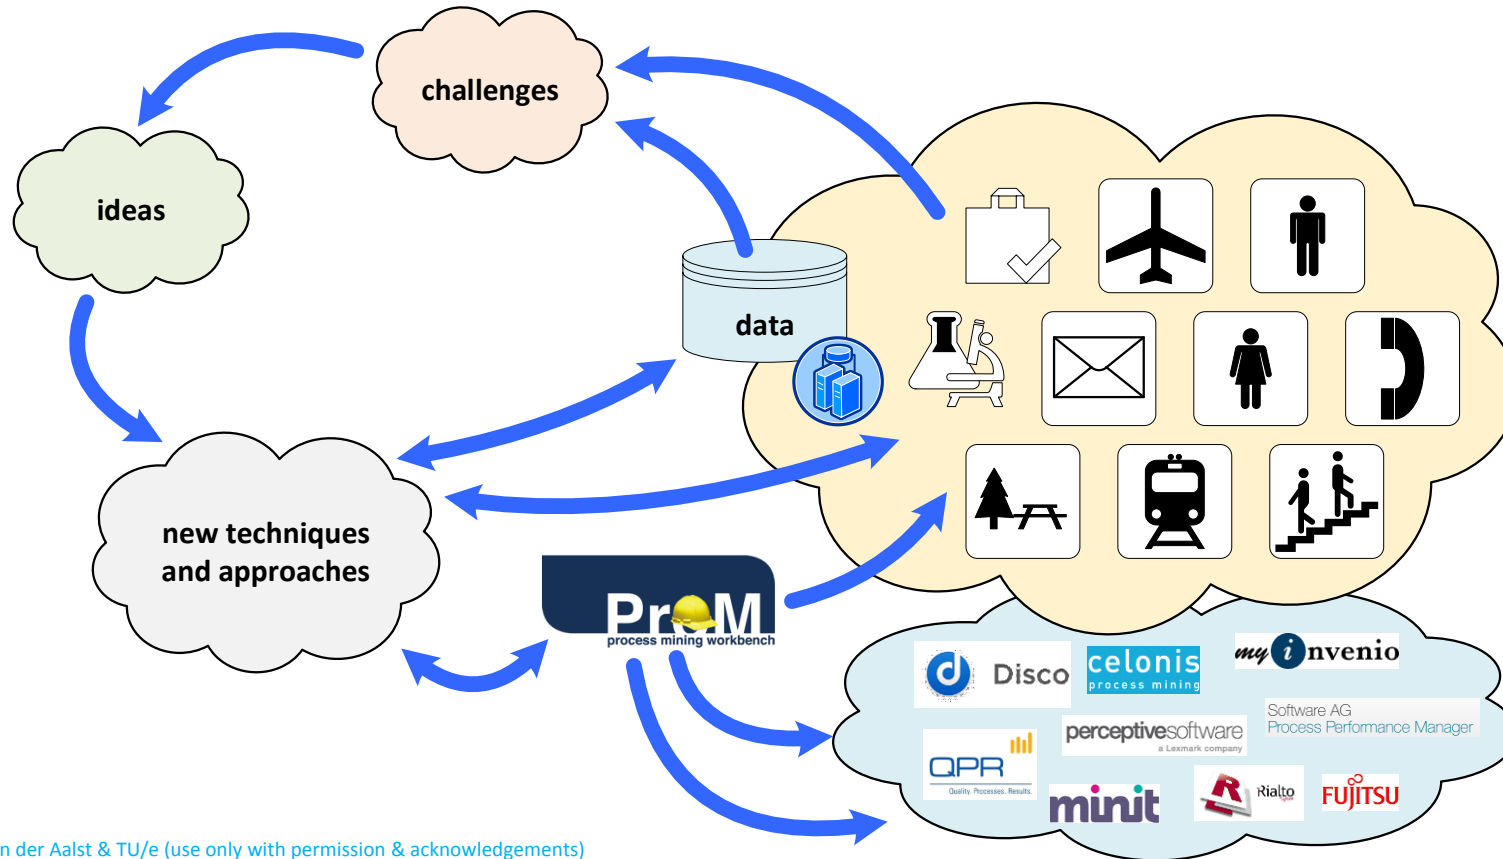 challenges
ideas
data
new techniques
and approaches
ProM
process mining workbench
Disco
celonis
process mining
my invenio
Software AG
Process Performance Manager
perceptivesoftware
a Lexmark company
QPR
Quality. Processes. Results.
minit
R
Rialto
FUJITSU
n der Aalst & TU/e (use only with permission & acknowledgements)